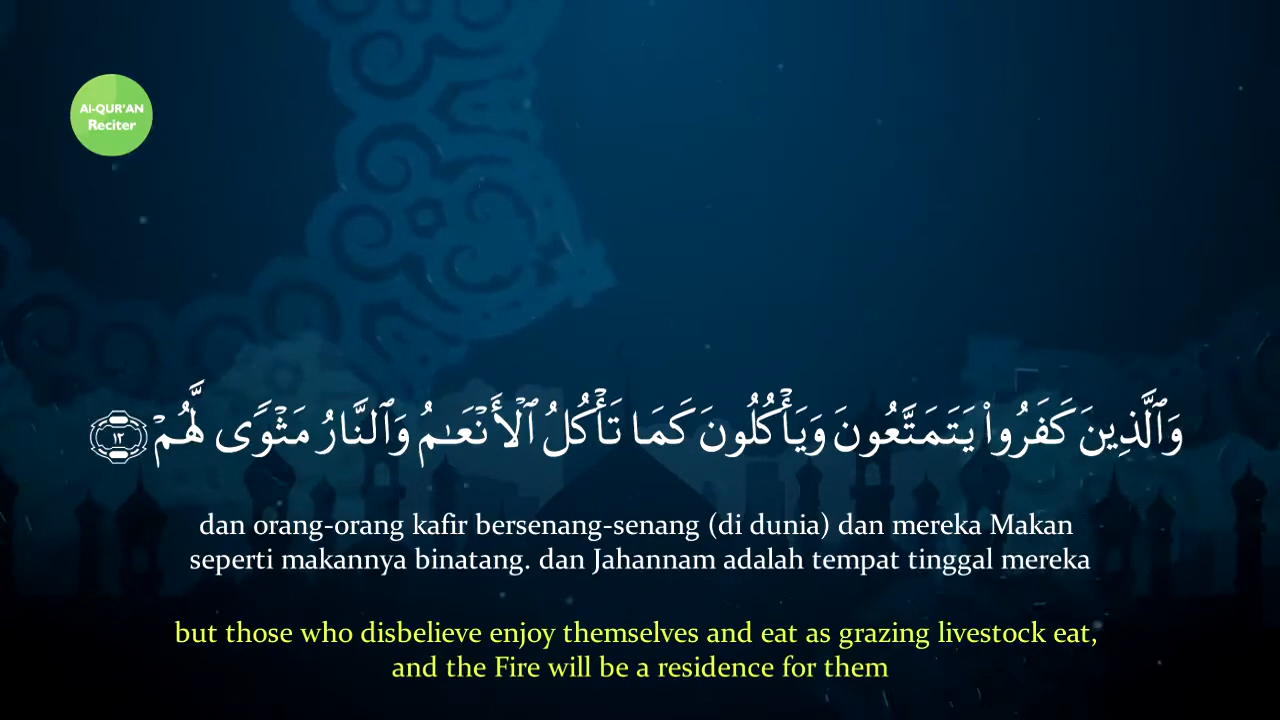 Al-QUR'AN
Reciter
وَٱلَّذِينَ كَفَرُوا۟ يَتَمَتَّعُونَ وَيَأْكُلُونَ كَمَا تَأْكُلُ ٱلْأَنْعَـٰمُ وَٱلنَّارُ مَثْوًۭى لَّهُمْ ١٢
dan orang-orang kafir bersenang-senang (di dunia) dan mereka Makan
seperti makannya binatang. dan Jahannam adalah tempat tinggal mereka
but those who disbelieve enjoy themselves and eat as grazing livestock eat,
and the Fire will be a residence for them